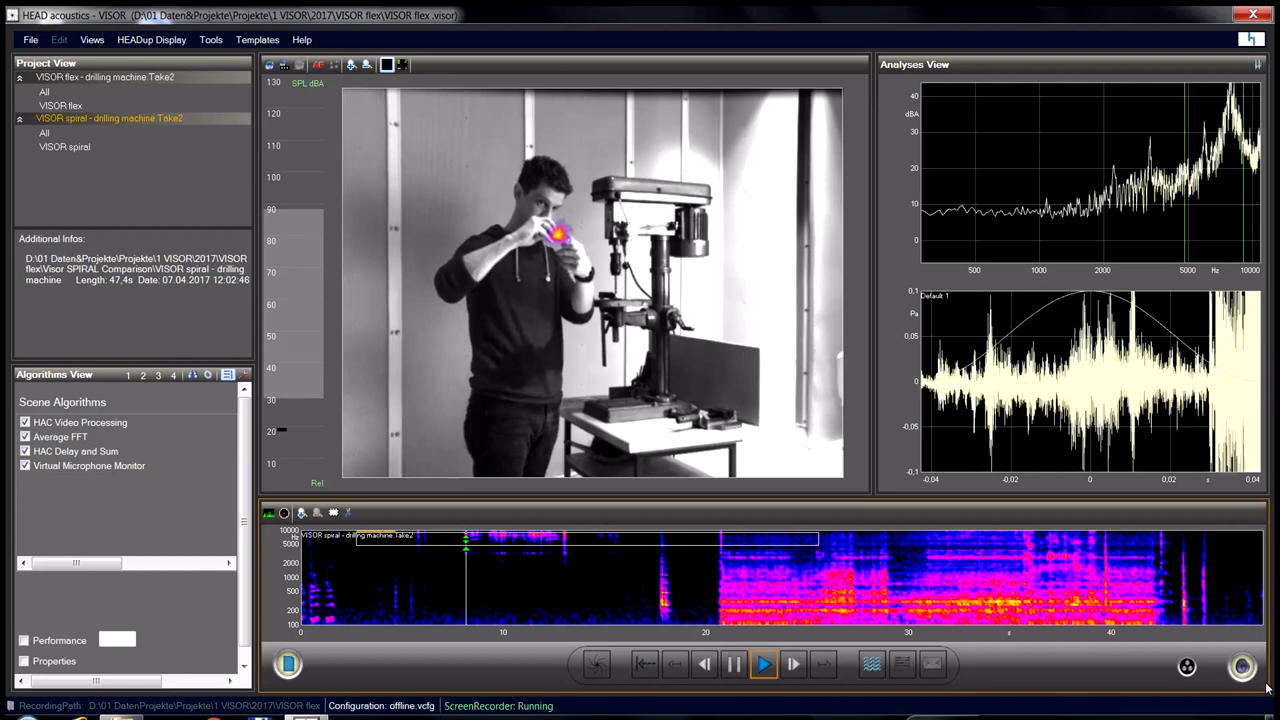 HEAD acoustics - VISOR (D:\01 Daten&Projekte\Projekte\1 VISOR\2017\VISOR flex\VISOR flex .visor)
File Edit Views HEADup Display Tools Templates Help
Project View
VISOR flex - drilling machine.Take2
All
VISOR flex
VISOR spiral - drilling machine.Take2
All
VISOR spiral
Additional Infos:
D:\01 Daten&Projekte\Projekte\1 VISOR\2017\VISOR
flex\Visor SPIRAL Comparison\VISOR spiral - drilling
machine Length: 47,4s Date: 07.04.2017 12:02:46
Algorithms View 1 2 3 4
Scene Algorithms
HAC Video Processing
Average FFT
HAC Delay and Sum
Virtual Microphone Monitor
Performance
Properties
AF
130 SPL dBA
120
110
100
90
80
70
60
50
40
30
20
10
Rel
Analyses View
40
dBA
30
20
10
0
500 1000 2000 5000 Hz 10000
0,1 Default 1
Pa
0,05
0
-0,05
-0,1
-0,04 -0,02 0 0,02 s 0,04
VISOR spiral - drilling machine.Take2
10000
Hz
5000
2000
1000
500
200
100
0 10 20 30 s 40
RecordingPath: D:\01 DatenProjekte\Projekte\1 VISOR\2017\VISOR flex Configuration: offline.vcfg ScreenRecorder: Running